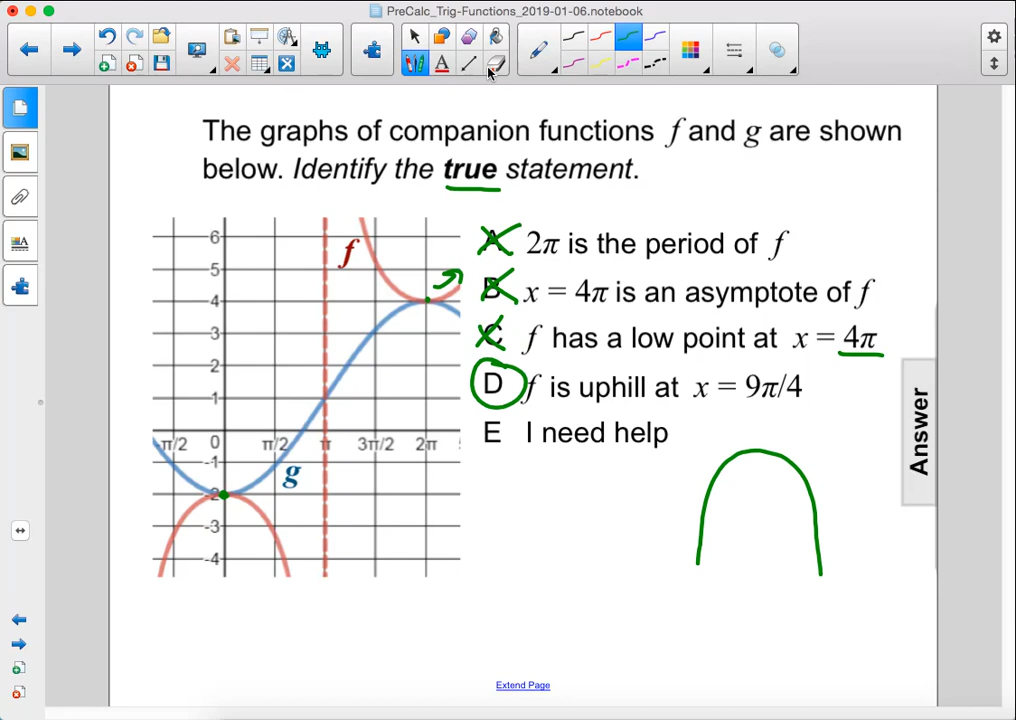 PreCalc_Trig-Functions_2019-01-06.notebook
The graphs of companion functions f and g are shown
below. Identify the true statement.
6
5
4
3
2
1
-π/2 0 π/2 π 3π/2 2π
-1
-2
-3
-4
f
g
A 2π is the period of f
B x = 4π is an asymptote of f
C f has a low point at x = 4π
D f is uphill at x = 9π/4
E I need help
Answer
Extend Page